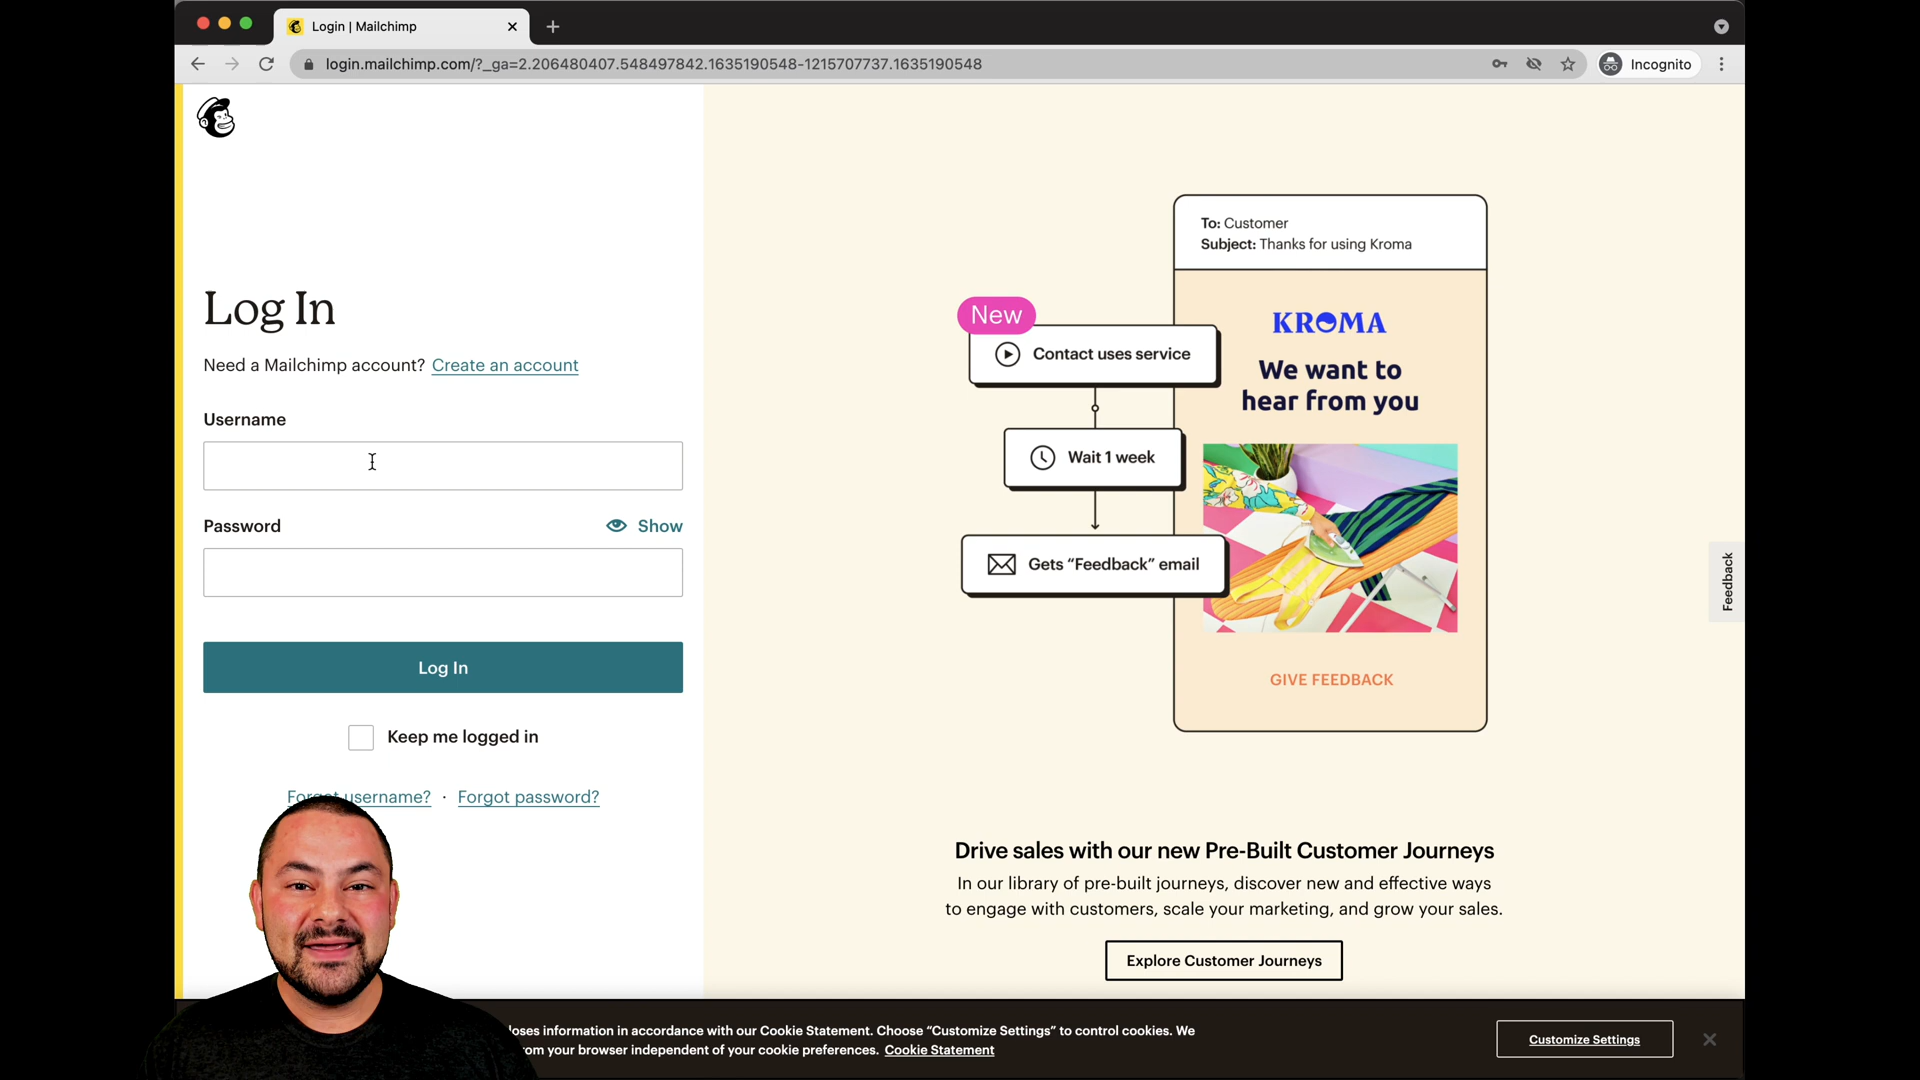 Login | Mailchimp
login.mailchimp.com/?_ga=2.206480407.548497842.1635190548-1215707737.1635190548
Incognito
Log In
Need a Mailchimp account? Create an account
Username
Password
Show
Log In
Keep me logged in
Forgot username? · Forgot password?
To: Customer
Subject: Thanks for using Kroma
New
Contact uses service
Wait 1 week
Gets “Feedback” email
KROMA
We want to
hear from you
GIVE FEEDBACK
Feedback
Drive sales with our new Pre-Built Customer Journeys
In our library of pre-built journeys, discover new and effective ways
to engage with customers, scale your marketing, and grow your sales.
Explore Customer Journeys
information in accordance with our Cookie Statement. Choose “Customize Settings” to control cookies. We
your browser independent of your cookie preferences. Cookie Statement
Customize Settings